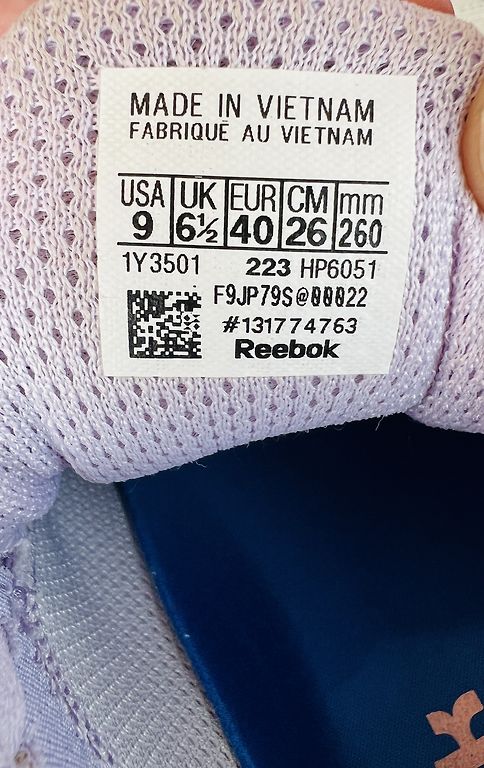 MADE IN VIETNAM
FABRIQUÉ AU VIETNAM
USA UK EUR CM mm
9 6½ 40 26 260
1Y3501 223 HP6051
F9JP79S@00022
#131774763
Reebok